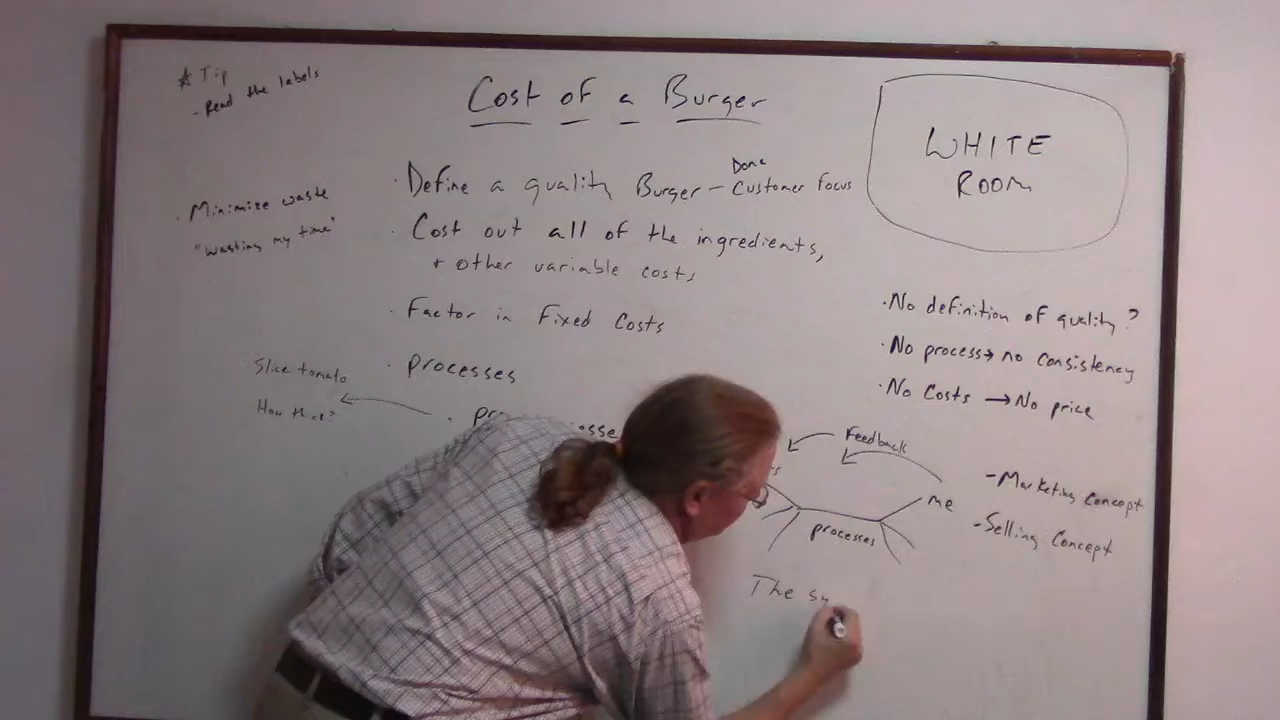 * Tip
- Read the labels
Cost of a Burger
WHITE
ROOM
Done
· Define a quality Burger – Customer focus
· Minimize waste
"wasting my time"
· Cost out all of the ingredients,
+ other variable costs
· Factor in Fixed Costs
· processes
Slice tomato
How thick?
· No definition of quality?
· No process → no consistency
· No Costs → No price
Feedback
me
processes
- Marketing Concept
- Selling Concept
The sy